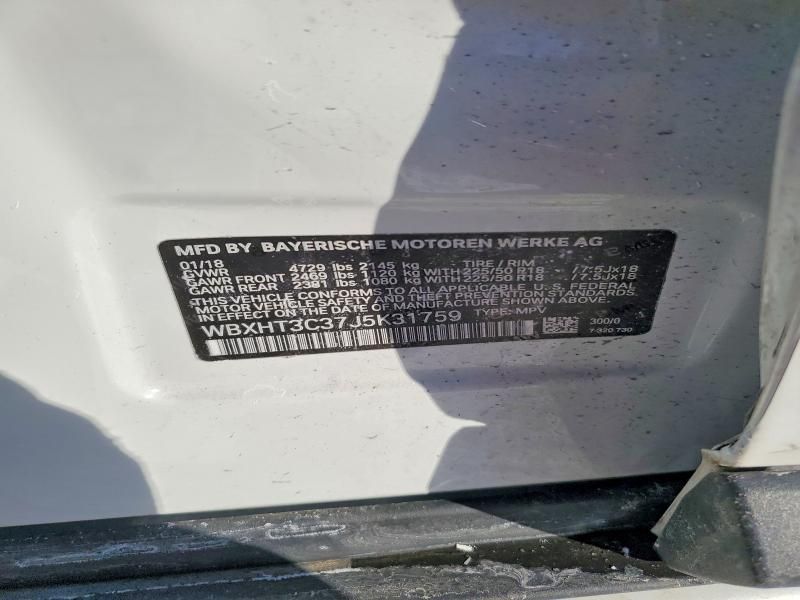 MFD BY BAYERISCHE MOTOREN WERKE AG
01/18 TIRE / RIM
GVWR 4729 lbs 2145 kg
GAWR FRONT 2469 lbs 1120 kg WITH 225/50 R18 /7.5Jx18
GAWR REAR 2381 lbs 1080 kg WITH 225/50 R18 /7.5Jx18
THIS VEHICLE CONFORMS TO ALL APPLICABLE U.S. FEDERAL
MOTOR VEHICLE SAFETY AND THEFT PREVENTION STANDARDS
IN EFFECT ON THE DATE OF MANUFACTURE SHOWN ABOVE.
WBXHT3C37J5K31759 TYPE: MPV
300/0
7 320 730